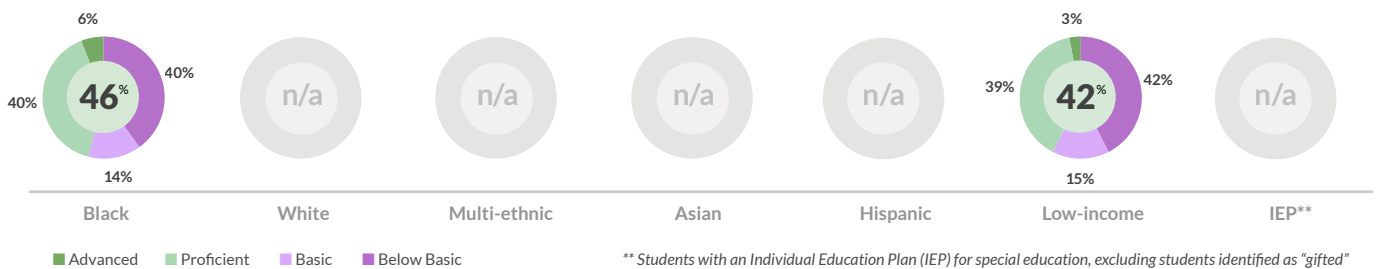 6%
3%
40%
46%
40%
n/a
n/a
n/a
n/a
39%
42%
42%
n/a
14%
15%
Black White Multi-ethnic Asian Hispanic Low-income IEP**
Advanced Proficient Basic Below Basic
** Students with an Individual Education Plan (IEP) for special education, excluding students identified as “gifted”